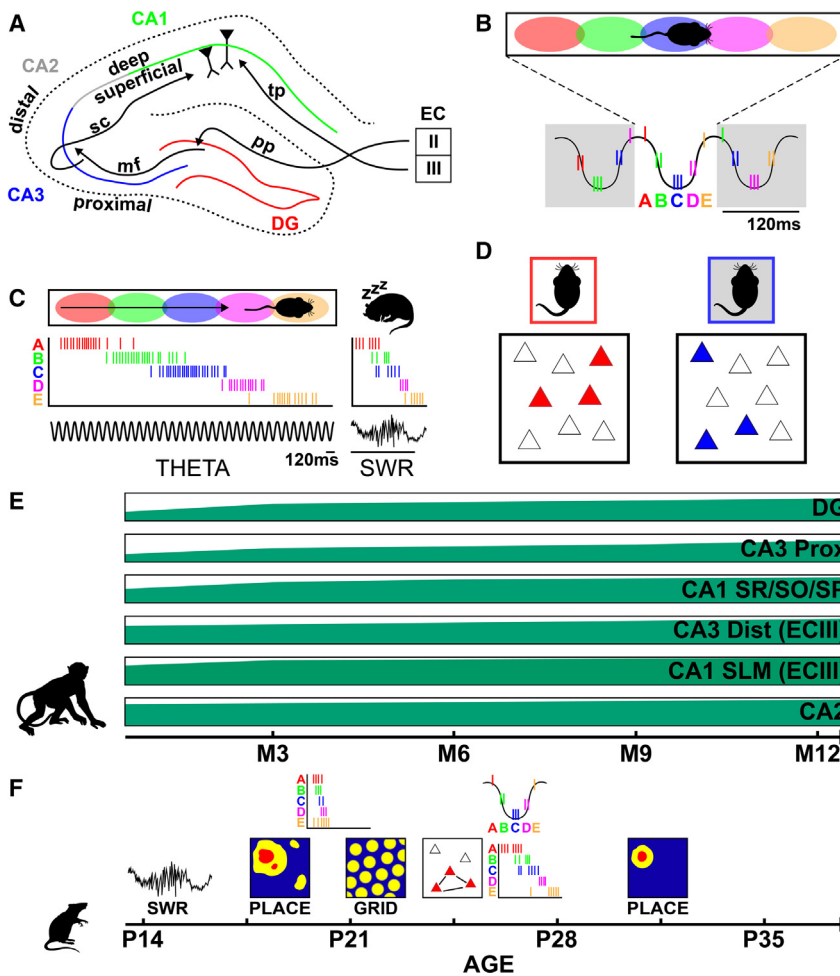 A
CA1
CA2
deep
superficial
distal
sc
tp
EC
II
III
pp
mf
CA3
proximal
DG
B
A B C D E
120ms
C
zzz
A
B
C
D
E
THETA
120ms
SWR
D
E
DG
CA3 Prox
CA1 SR/SO/SP
CA3 Dist (ECIII
CA1 SLM (ECIII
CA2
M3 M6 M9 M12
F
A
B
C
D
E
A B C D E
A
B
C
D
E
SWR PLACE GRID PLACE
P14 P21 P28 P35
AGE